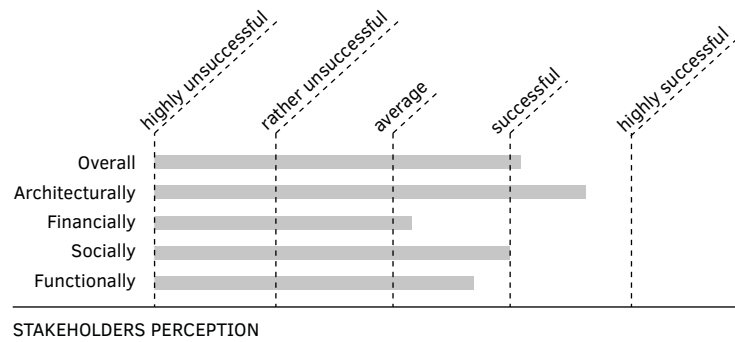 highly unsuccessful
rather unsuccessful
average
successful
highly successful
Overall
Architecturally
Financially
Socially
Functionally
STAKEHOLDERS PERCEPTION